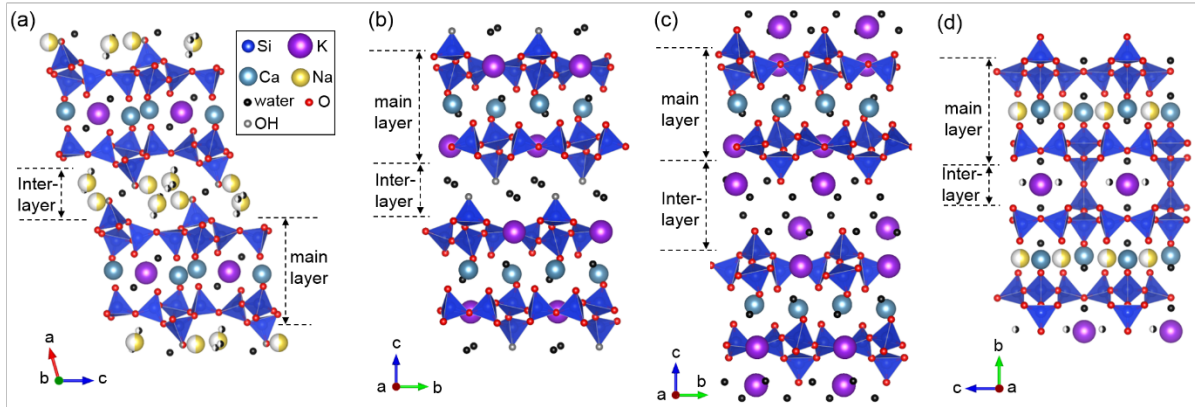 (a)
Si
K
Ca
Na
water
O
OH
Inter-
layer
main
layer
a
b
c
(b)
main
layer
Inter-
layer
c
a
b
(c)
main
layer
Inter-
layer
c
a
b
(d)
main
layer
Inter-
layer
b
c
a